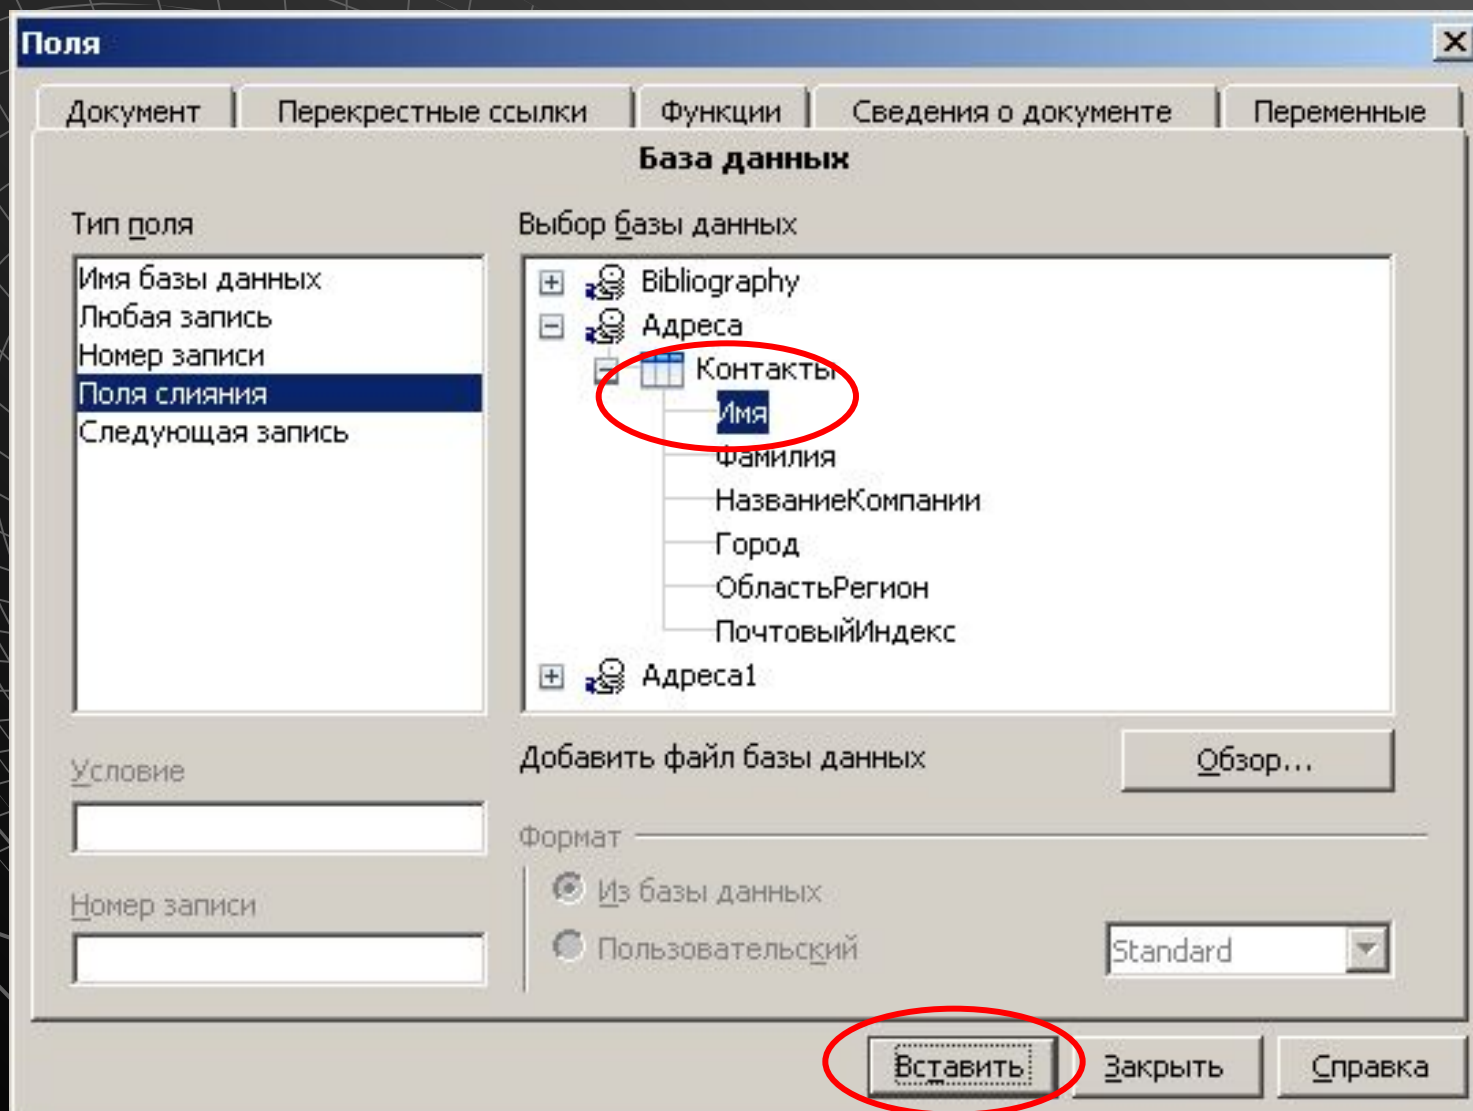 Поля
Документ Перекрестные ссылки Функции Сведения о документе Переменные
База данных
Тип поля
Имя базы данных
Любая запись
Номер записи
Поля слияния
Следующая запись
Выбор базы данных
Bibliography
Адреса
Контакты
Имя
Фамилия
НазваниеКомпании
Город
ОбластьРегион
ПочтовыйИндекс
Адреса1
Добавить файл базы данных
Обзор...
Условие
Номер записи
Формат
Из базы данных
Пользовательский
Standard
Вставить Закрыть Справка